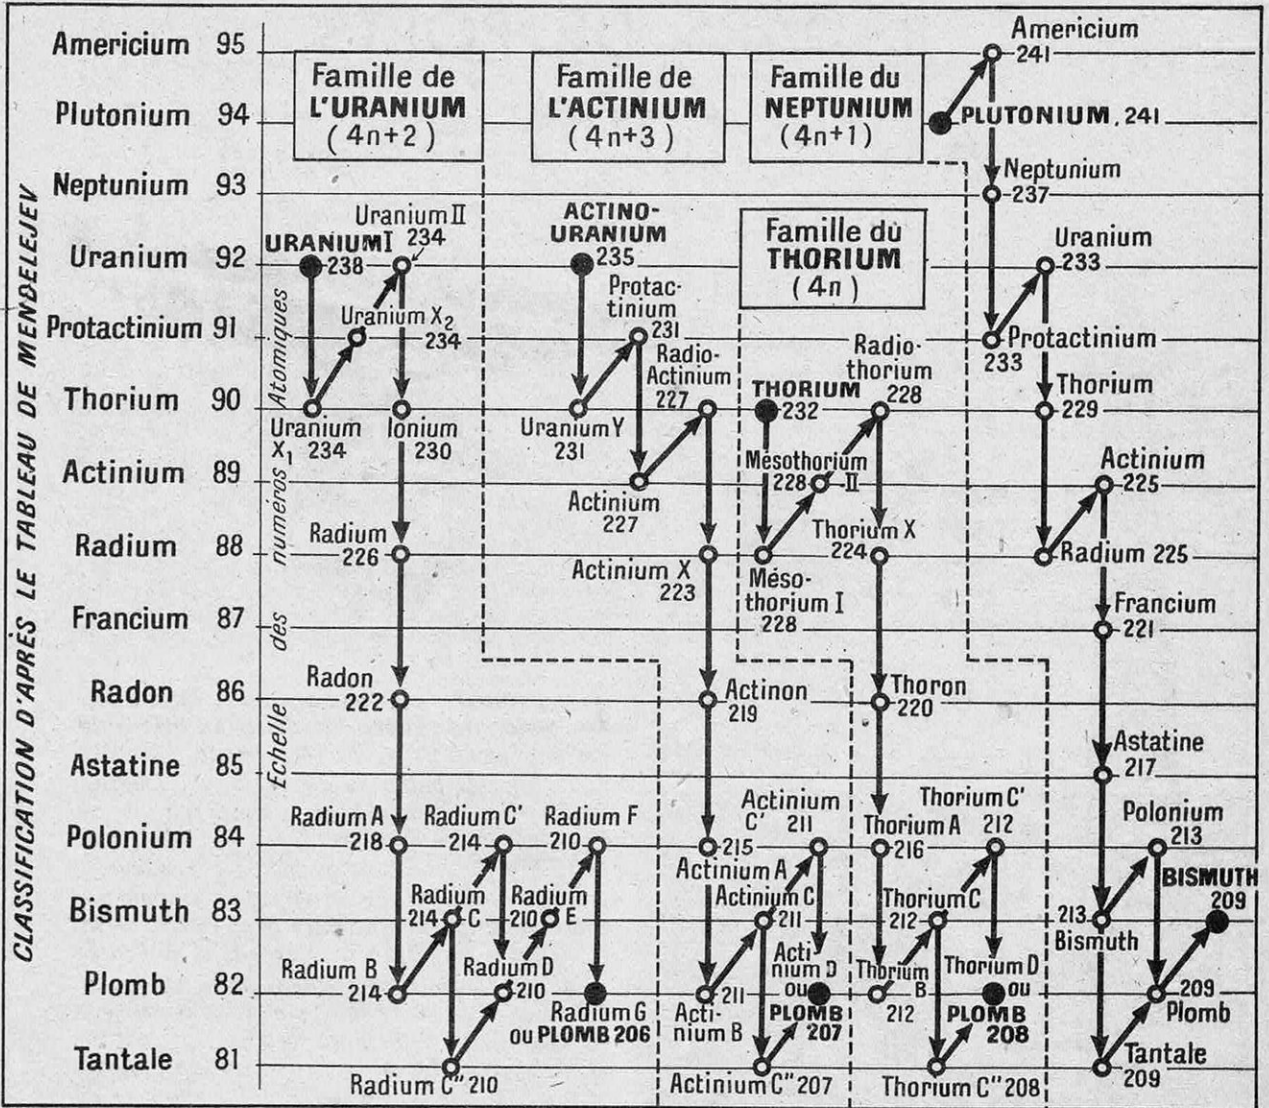 CLASSIFICATION D'APRÈS LE TABLEAU DE MENDELEJEV
Americium 95
Plutonium 94
Neptunium 93
Uranium 92
Protactinium 91
Thorium 90
Actinium 89
Radium 88
Francium 87
Radon 86
Astatine 85
Polonium 84
Bismuth 83
Plomb 82
Tantale 81
Echelle des numéros Atomiques
Famille de
L'URANIUM
(4n+2)
URANIUM I
238
Uranium II
234
Uranium X2
234
Uranium
X1 234
Ionium
230
Radium
226
Radon
222
Radium A
218
Radium B
214
Radium
214 C
Radium C'
214
Radium C" 210
Radium D
210
Radium
210 E
Radium F
210
Radium G
ou PLOMB 206
Famille de
L'ACTINIUM
(4n+3)
ACTINO-
URANIUM
235
Protac-
tinium
231
Uranium Y
231
Radio-
Actinium
227
Actinium
227
Actinium X
223
Actinon
219
215
Actinium A
211
Acti-
nium B
Actinium C
211
Actinium
C' 211
Actinium C" 207
Acti-
nium D
ou
PLOMB
207
Famille du
THORIUM
(4n)
THORIUM
232
Radio-
thorium
228
Mesothorium
228 II
Méso-
thorium I
228
Thorium X
224
Thoron
220
Thorium A
216
Thorium
B
212
Thorium C
212
Thorium C'
212
Thorium C" 208
Thorium D
ou
PLOMB
208
Famille du
NEPTUNIUM
(4n+1)
Americium
241
PLUTONIUM, 241
Neptunium
237
Uranium
233
Protactinium
233
Thorium
229
Actinium
225
Radium 225
Francium
221
Astatine
217
Polonium
213
213
Bismuth
BISMUTH
209
209
Plomb
Tantale
209